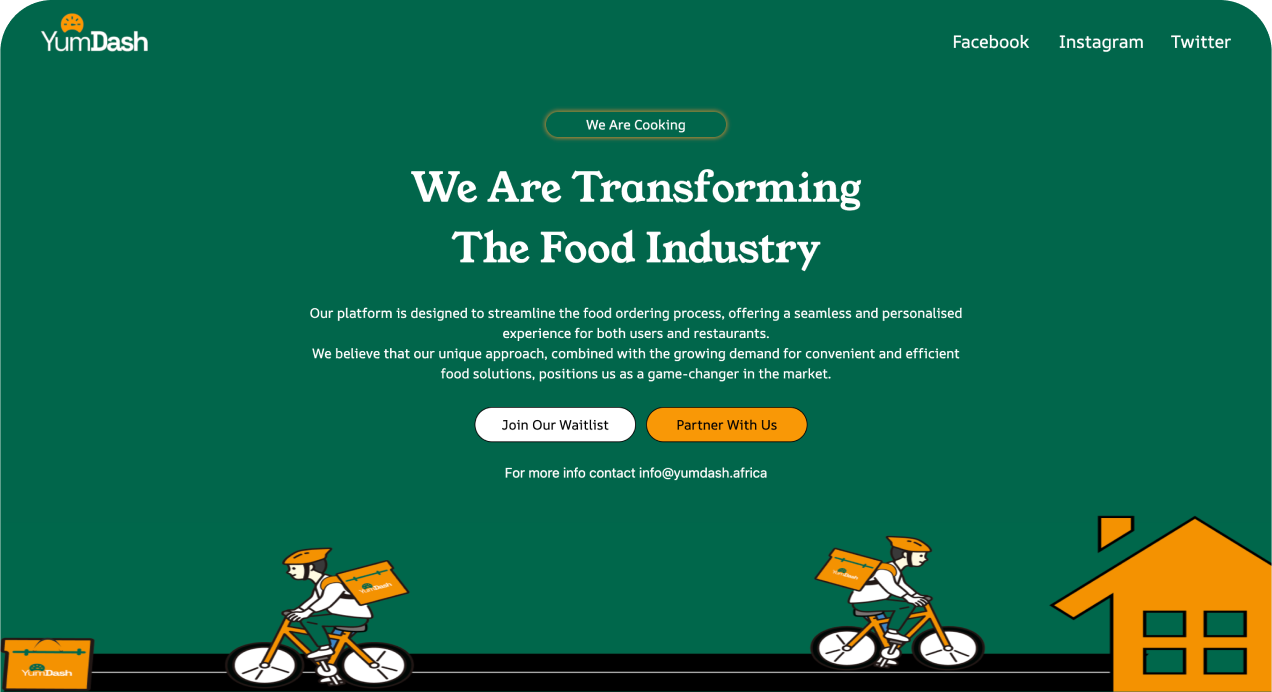 YumDash
Facebook Instagram Twitter
We Are Cooking
We Are Transforming
The Food Industry
Our platform is designed to streamline the food ordering process, offering a seamless and personalised
experience for both users and restaurants.
We believe that our unique approach, combined with the growing demand for convenient and efficient
food solutions, positions us as a game-changer in the market.
Join Our Waitlist Partner With Us
For more info contact info@yumdash.africa
YumDash
YumDash
YumDash